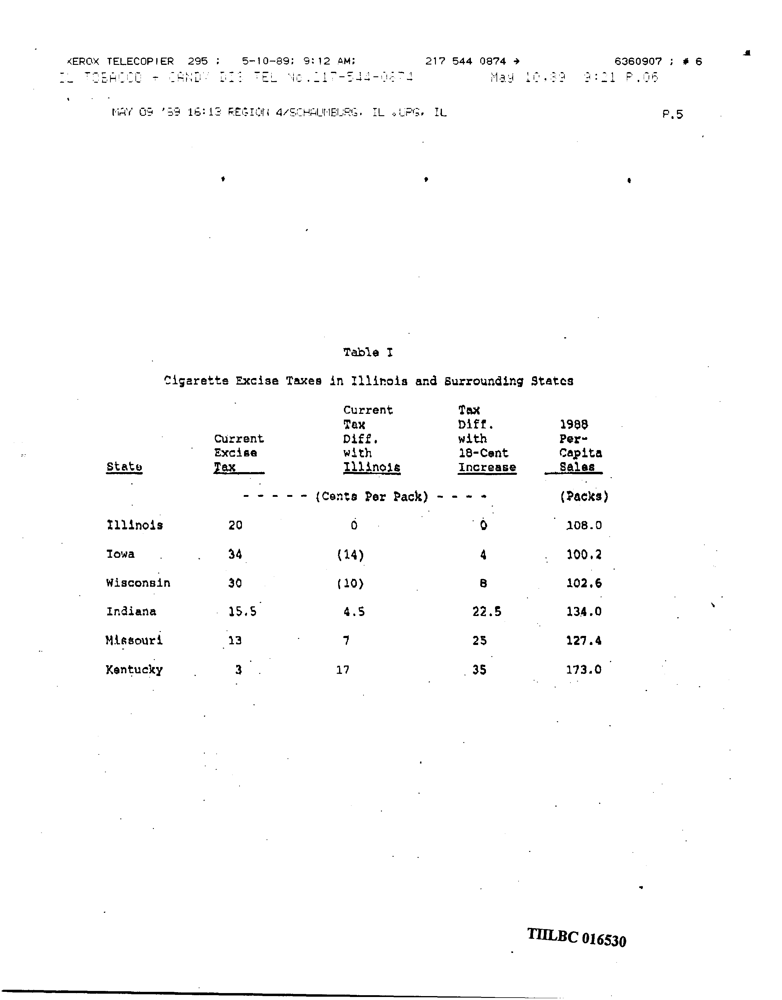 XEROX TELECOPIER 295 ; 5-10-89; 9:12 AM; 217 544 0874 → 6360907 ; # 6
IL TOBACCO + CANDY DIS TEL No.217-544-0874 May 10.89 9:21 P.06
MAY 09 '89 16:13 REGION 4/SCHAUMBURG, IL IL P.5
Table I
Cigarette Excise Taxes in Illinois and Surrounding States
Current Tax
Tax Diff. 1988
Current Diff. with Per-
Excise with 18-Cent Capita
State Tax Illinois Increase Sales
- - - - - (Cents Per Pack) - - - - (Packs)
Illinois 20 0 0 108.0
Iowa 34 (14) 4 100.2
Wisconsin 30 (10) 8 102.6
Indiana 15.5 4.5 22.5 134.0
Missouri 13 7 25 127.4
Kentucky 3 17 35 173.0
TIILBC 016530